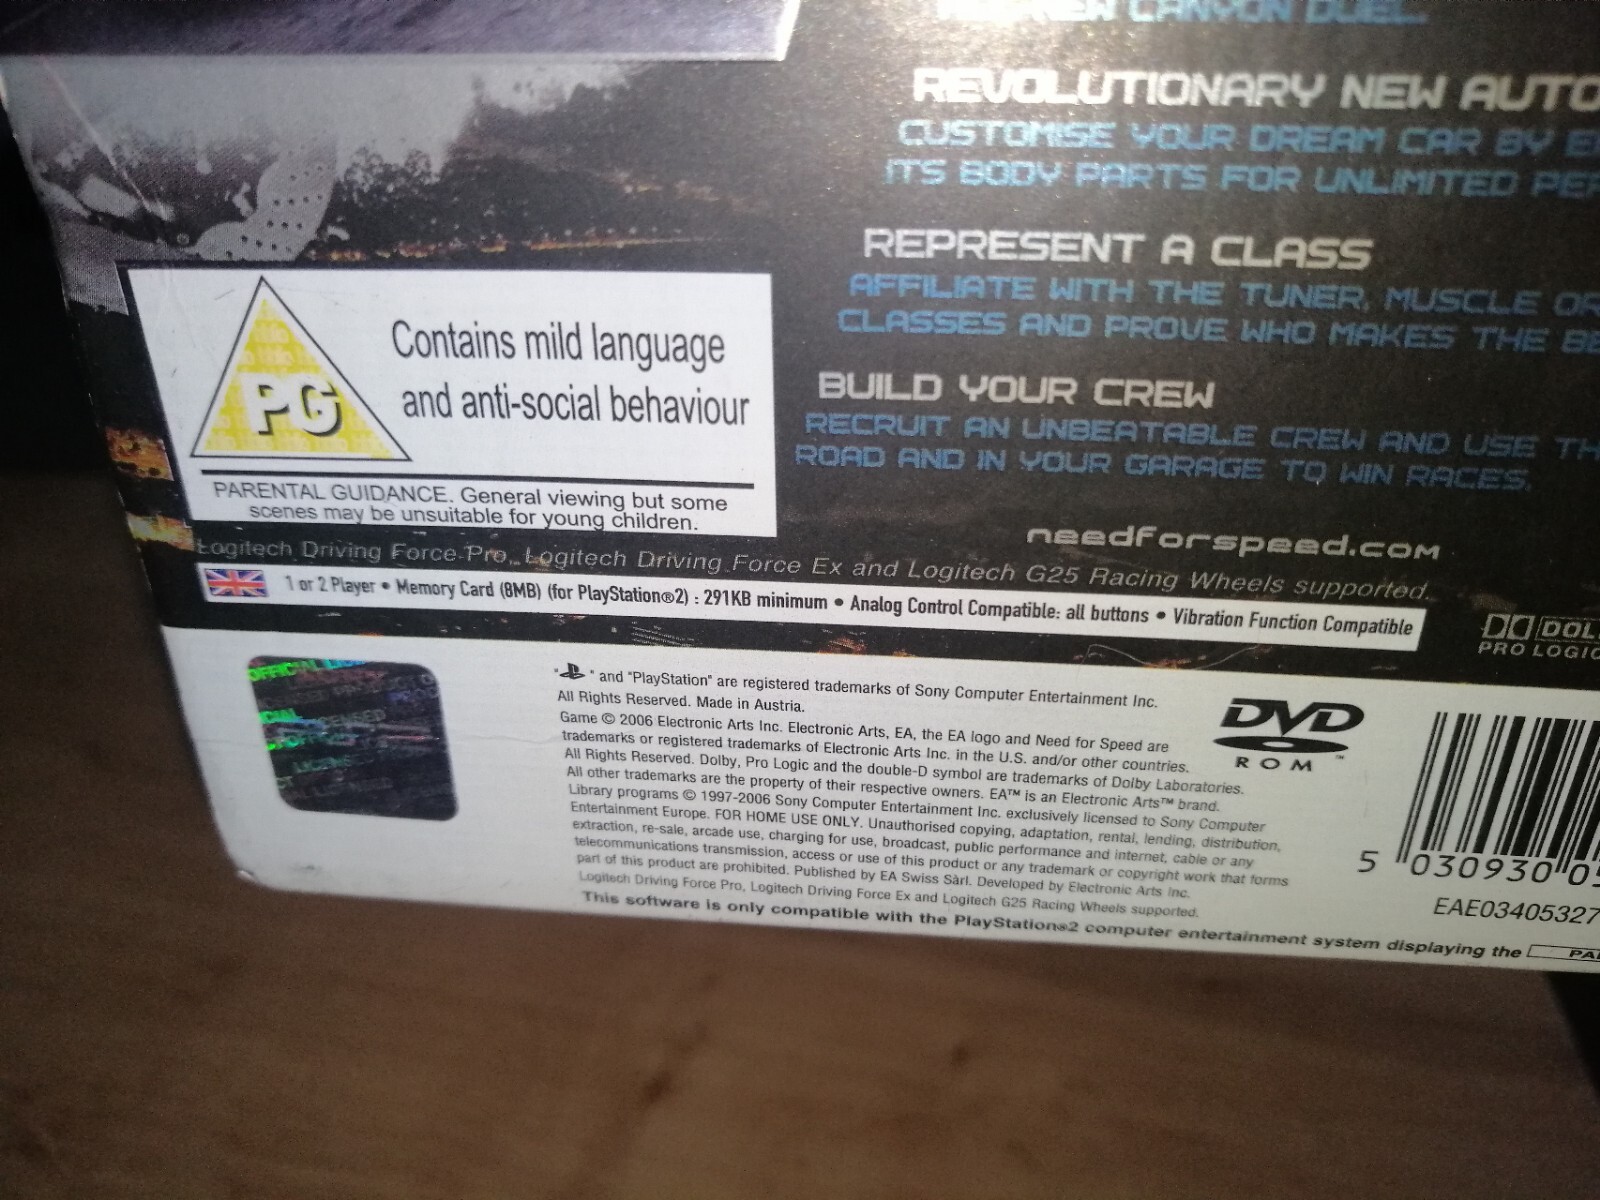 CANYON DUEL.
REVOLUTIONARY NEW AUTO
CUSTOMISE YOUR DREAM CAR BY
ITS BODY PARTS FOR UNLIMITED
REPRESENT A CLASS
AFFILIATE WITH THE TUNER, MUSCLE OR
CLASSES AND PROVE WHO MAKES THE
BUILD YOUR CREW
RECRUIT AN UNBEATABLE CREW AND USE
ROAD AND IN YOUR GARAGE TO WIN RACES.
needforspeed.com
PG
Contains mild language
and anti-social behaviour
PARENTAL GUIDANCE. General viewing but some
scenes may be unsuitable for young children.
Logitech Driving Force Pro, Logitech Driving Force Ex and Logitech G25 Racing Wheels supported.
1 or 2 Player • Memory Card (8MB) (for PlayStation®2) : 291KB minimum • Analog Control Compatible: all buttons • Vibration Function Compatible
PRO LOGIC
OFFICIAL
LICENSED
" " and "PlayStation" are registered trademarks of Sony Computer Entertainment Inc.
All Rights Reserved. Made in Austria.
Game © 2006 Electronic Arts Inc. Electronic Arts, EA, the EA logo and Need for Speed are
trademarks or registered trademarks of Electronic Arts Inc. in the U.S. and/or other countries.
All Rights Reserved. Dolby, Pro Logic and the double-D symbol are trademarks of Dolby Laboratories.
All other trademarks are the property of their respective owners. EA™ is an Electronic Arts™ brand.
Library programs © 1997-2006 Sony Computer Entertainment Inc. exclusively licensed to Sony Computer
Entertainment Europe. FOR HOME USE ONLY. Unauthorised copying, adaptation, rental, lending, distribution,
extraction, re-sale, arcade use, charging for use, broadcast, public performance and internet, cable or any
telecommunications transmission, access or use of this product or any trademark or copyright work that forms
part of this product are prohibited. Published by EA Swiss Sàrl. Developed by Electronic Arts Inc.
Logitech Driving Force Pro, Logitech Driving Force Ex and Logitech G25 Racing Wheels supported.
This software is only compatible with the PlayStation®2 computer entertainment system displaying the
DVD
ROM™
5 030930 0
EAE03405327